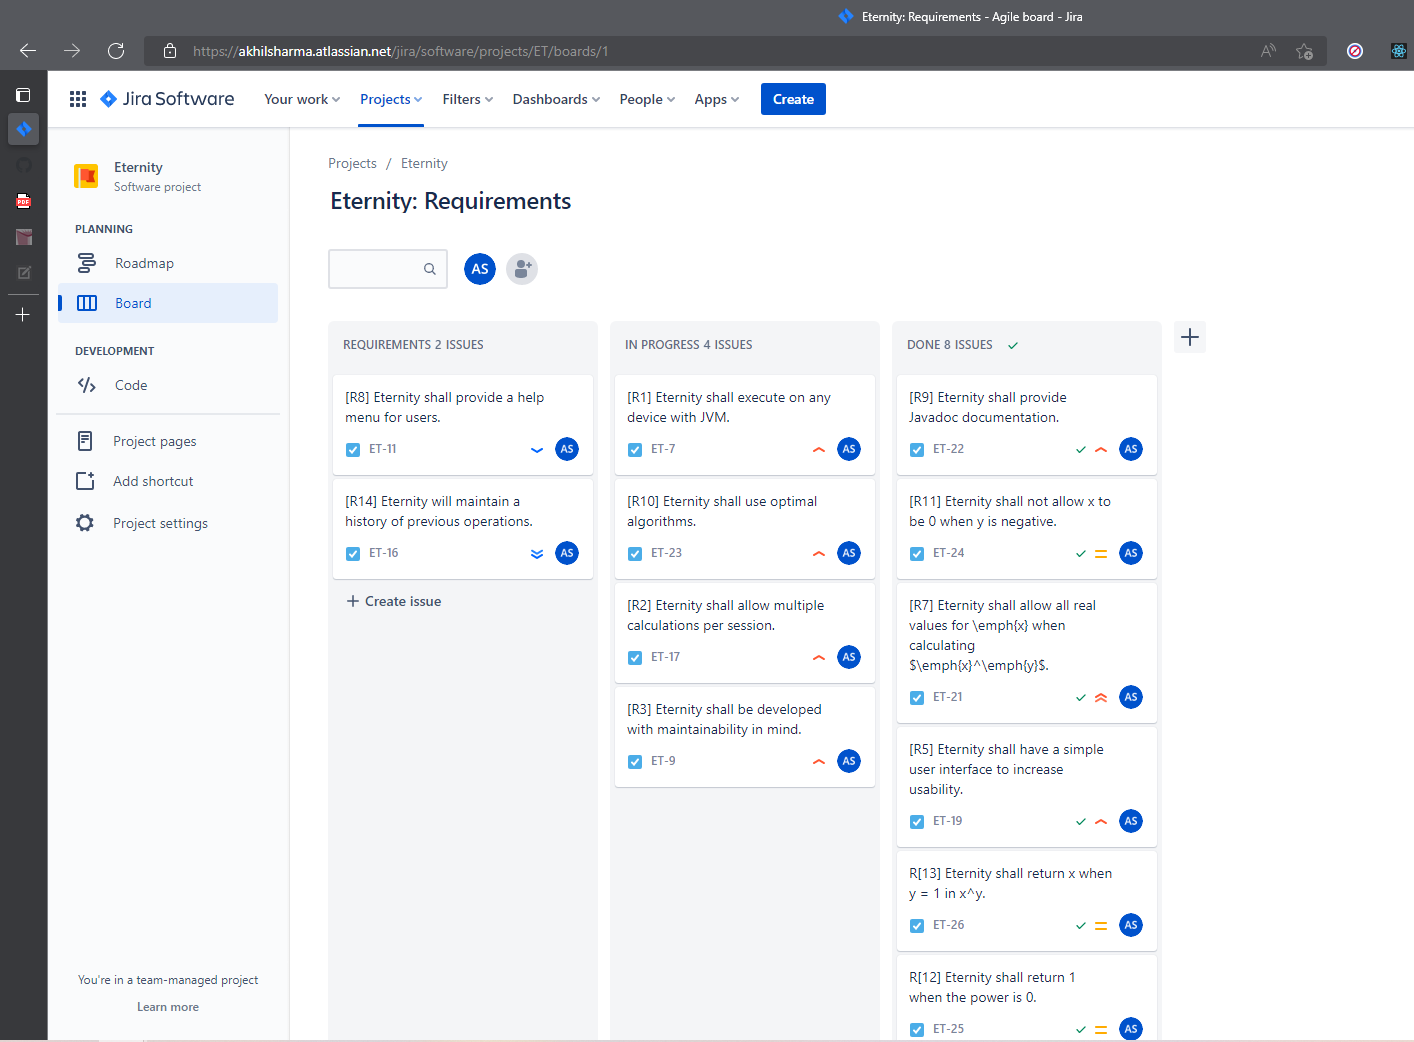 Eternity: Requirements - Agile board - Jira
https://akhilsharma.atlassian.net/jira/software/projects/ET/boards/1
Jira Software
Your work
Projects
Filters
Dashboards
People
Apps
Create
PDF
Eternity
Software project
PLANNING
Roadmap
Board
DEVELOPMENT
Code
Project pages
Add shortcut
Project settings
You're in a team-managed project
Learn more
Projects / Eternity
Eternity: Requirements
AS
REQUIREMENTS 2 ISSUES
[R8] Eternity shall provide a help
menu for users.
ET-11 AS
[R14] Eternity will maintain a
history of previous operations.
ET-16 AS
Create issue
IN PROGRESS 4 ISSUES
[R1] Eternity shall execute on any
device with JVM.
ET-7 AS
[R10] Eternity shall use optimal
algorithms.
ET-23 AS
[R2] Eternity shall allow multiple
calculations per session.
ET-17 AS
[R3] Eternity shall be developed
with maintainability in mind.
ET-9 AS
DONE 8 ISSUES
[R9] Eternity shall provide
Javadoc documentation.
ET-22 AS
[R11] Eternity shall not allow x to
be 0 when y is negative.
ET-24 AS
[R7] Eternity shall allow all real
values for \emph{x} when
calculating
$\emph{x}^\emph{y}$.
ET-21 AS
[R5] Eternity shall have a simple
user interface to increase
usability.
ET-19 AS
R[13] Eternity shall return x when
y = 1 in x^y.
ET-26 AS
R[12] Eternity shall return 1
when the power is 0.
ET-25 AS